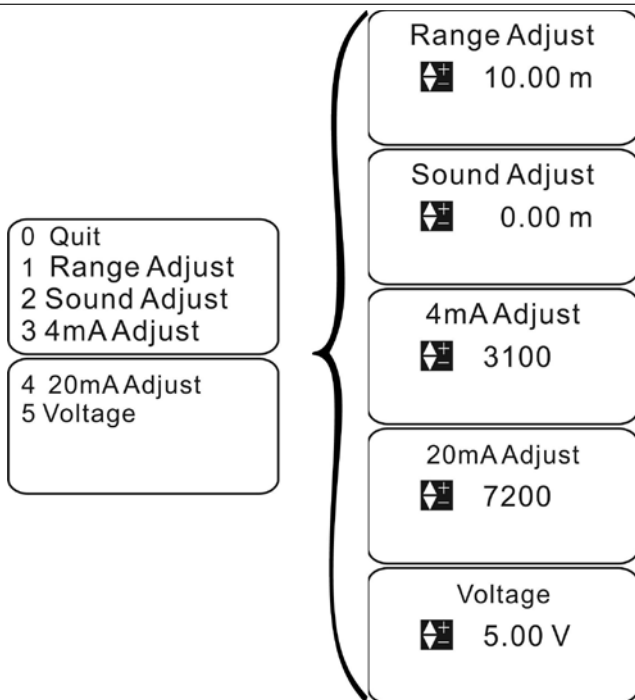 0 Quit
1 Range Adjust
2 Sound Adjust
3 4mA Adjust
4 20mA Adjust
5 Voltage
Range Adjust
10.00 m
Sound Adjust
0.00 m
4mA Adjust
3100
20mA Adjust
7200
Voltage
5.00 V